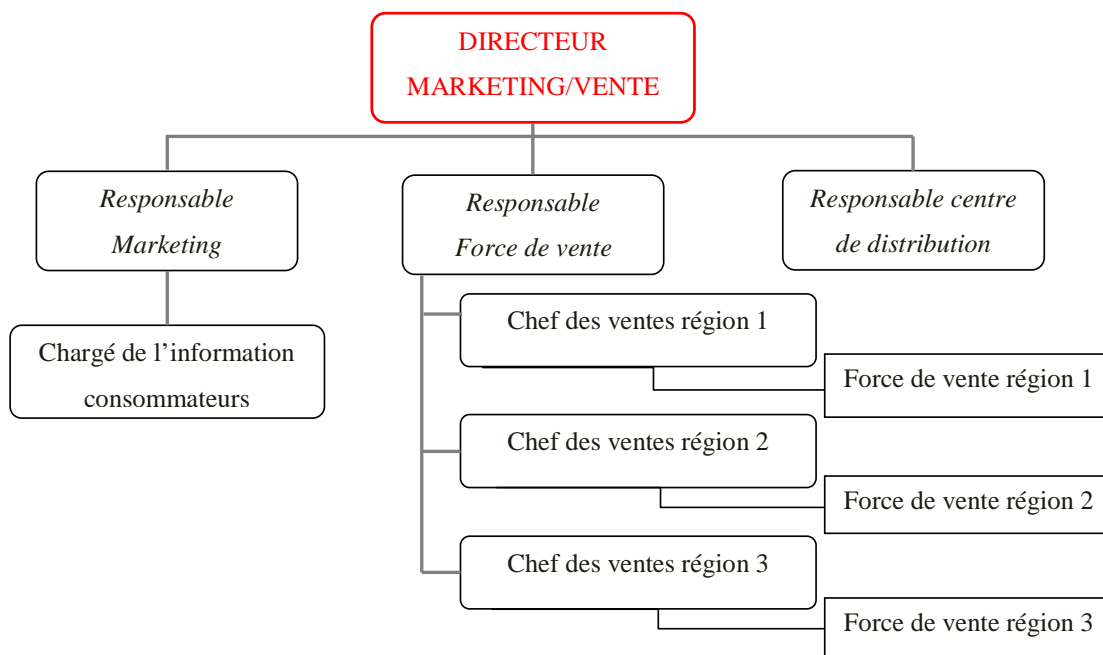 DIRECTEUR
MARKETING/VENTE
Responsable
Marketing
Responsable
Force de vente
Responsable centre
de distribution
Chargé de l’information
consommateurs
Chef des ventes région 1
Force de vente région 1
Chef des ventes région 2
Force de vente région 2
Chef des ventes région 3
Force de vente région 3